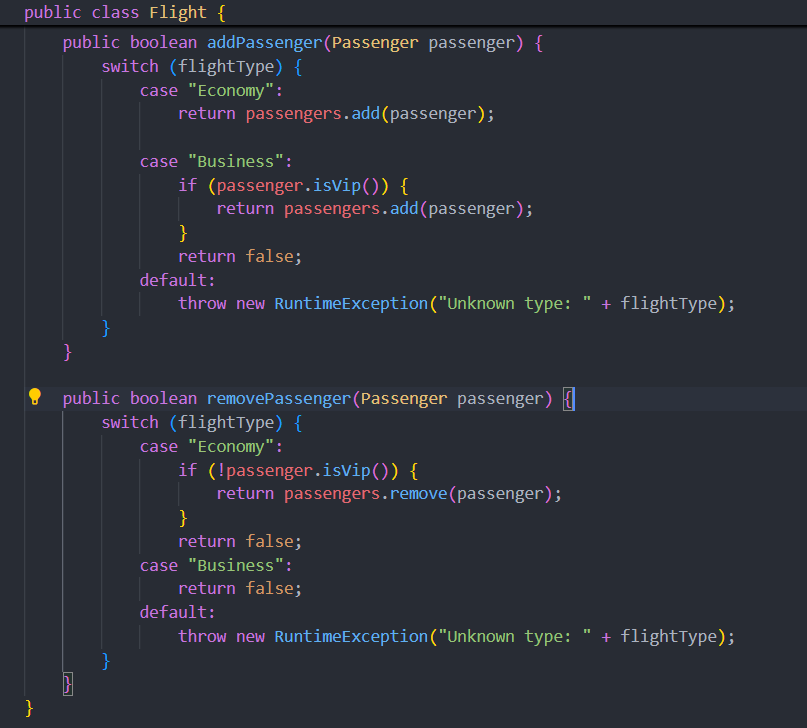 public class Flight {
    public boolean addPassenger(Passenger passenger) {
        switch (flightType) {
            case "Economy":
                return passengers.add(passenger);

            case "Business":
                if (passenger.isVip()) {
                    return passengers.add(passenger);
                }
                return false;
            default:
                throw new RuntimeException("Unknown type: " + flightType);
        }
    }

    public boolean removePassenger(Passenger passenger) {
        switch (flightType) {
            case "Economy":
                if (!passenger.isVip()) {
                    return passengers.remove(passenger);
                }
                return false;
            case "Business":
                return false;
            default:
                throw new RuntimeException("Unknown type: " + flightType);
        }
    }
}